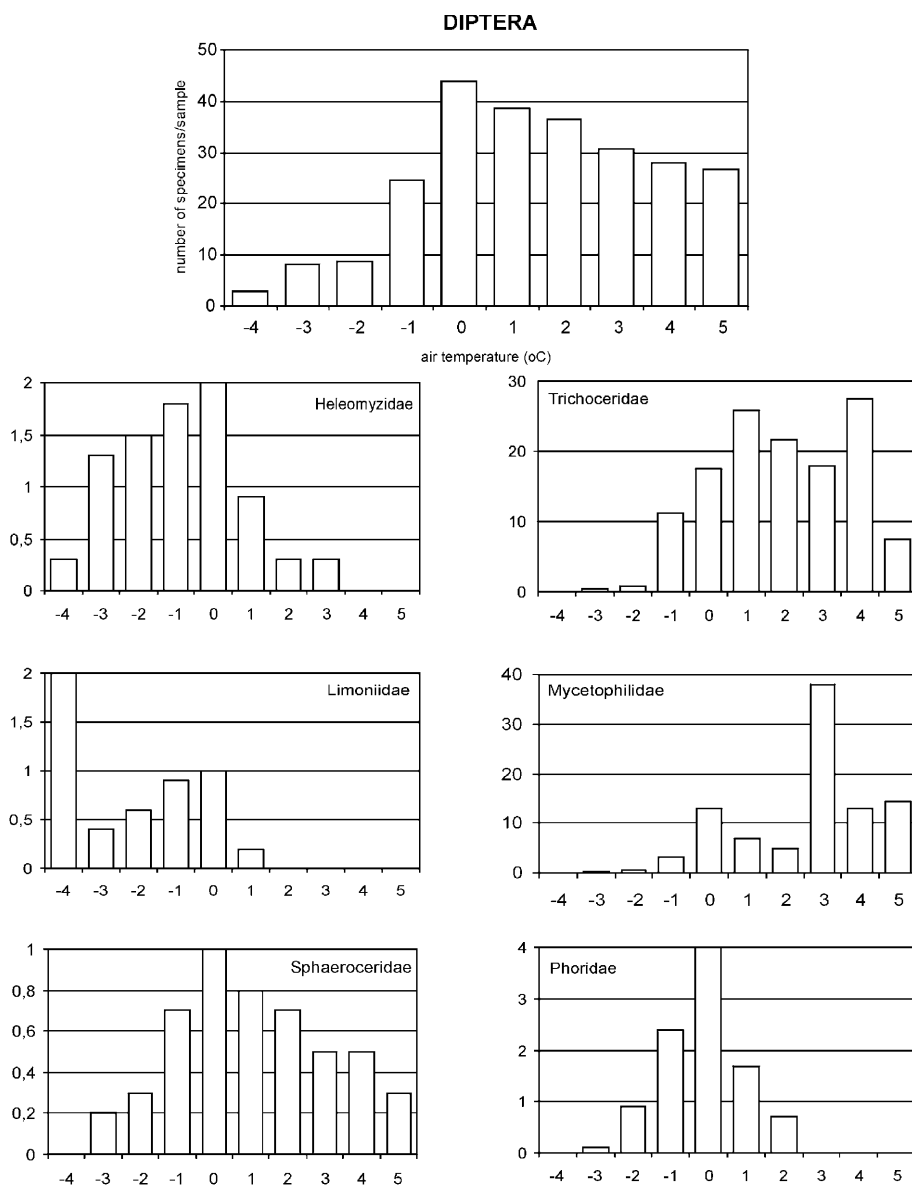 DIPTERA
number of specimens/sample
50
40
30
20
10
0
-4 -3 -2 -1 0 1 2 3 4 5
air temperature (oC)
Heleomyzidae
2
1,5
1
0,5
0
-4 -3 -2 -1 0 1 2 3 4 5
Trichoceridae
30
20
10
0
-4 -3 -2 -1 0 1 2 3 4 5
Limoniidae
2
1,5
1
0,5
0
-4 -3 -2 -1 0 1 2 3 4 5
Mycetophilidae
40
30
20
10
0
-4 -3 -2 -1 0 1 2 3 4 5
Sphaeroceridae
1
0,8
0,6
0,4
0,2
0
-4 -3 -2 -1 0 1 2 3 4 5
Phoridae
4
3
2
1
0
-4 -3 -2 -1 0 1 2 3 4 5